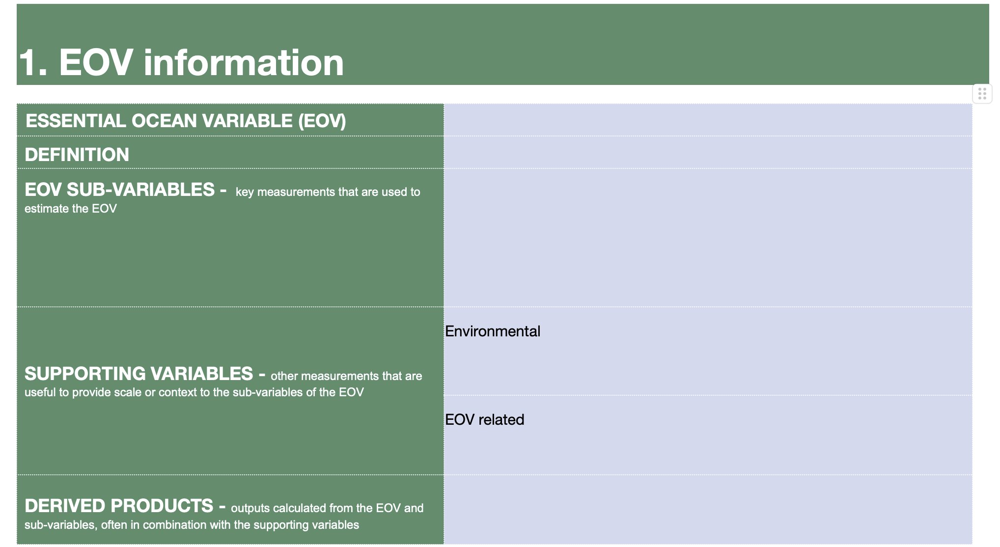 1. EOV information
ESSENTIAL OCEAN VARIABLE (EOV)
DEFINITION
EOV SUB-VARIABLES - key measurements that are used to
estimate the EOV
Environmental
SUPPORTING VARIABLES - other measurements that are
useful to provide scale or context to the sub-variables of the EOV
EOV related
DERIVED PRODUCTS - outputs calculated from the EOV and
sub-variables, often in combination with the supporting variables